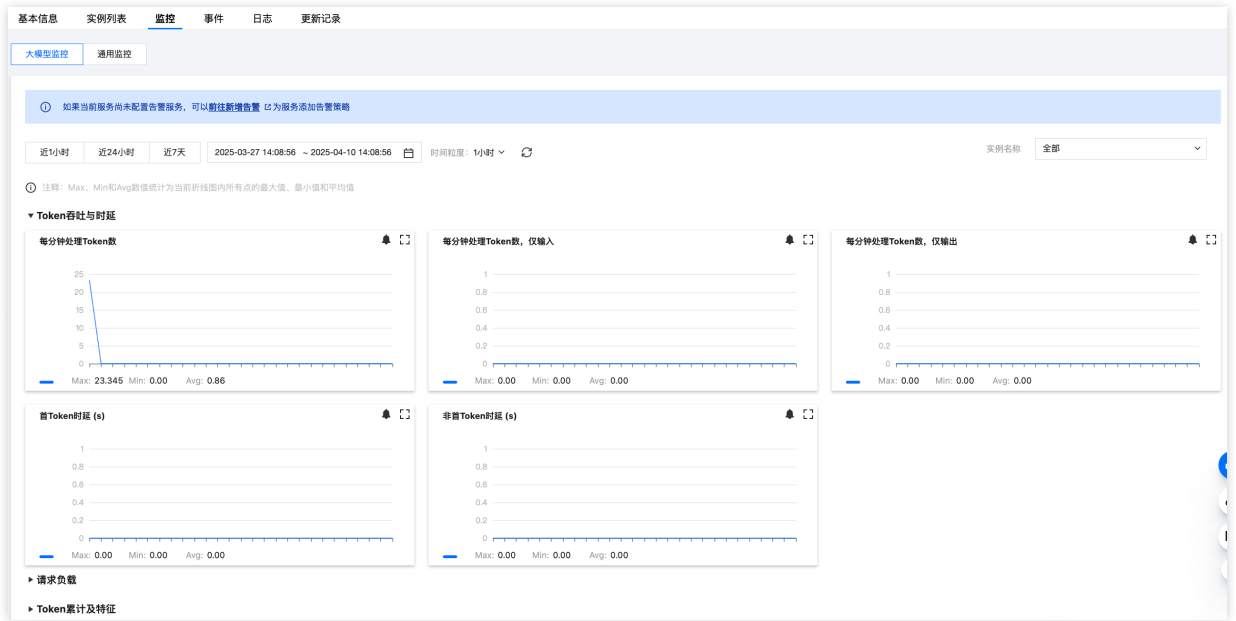 基本信息 实例列表 监控 事件 日志 更新记录
大模型监控 通用监控
如果当前服务尚未配置告警服务，可以前往新增告警 为服务添加告警策略
近1小时 近24小时 近7天 2025-03-27 14:08:56 ~ 2025-04-10 14:08:56 时间粒度：1小时 实例名称 全部
注释：Max、Min和Avg数值统计为当前折线图内所有点的最大值、最小值和平均值
Token吞吐与时延
每分钟处理Token数
25
20
15
10
5
0
Max: 23.345 Min: 0.00 Avg: 0.86
每分钟处理Token数，仅输入
1
0.8
0.6
0.4
0.2
0
Max: 0.00 Min: 0.00 Avg: 0.00
每分钟处理Token数，仅输出
1
0.8
0.6
0.4
0.2
0
Max: 0.00 Min: 0.00 Avg: 0.00
首Token时延 (s)
1
0.8
0.6
0.4
0.2
0
Max: 0.00 Min: 0.00 Avg: 0.00
非首Token时延 (s)
1
0.8
0.6
0.4
0.2
0
Max: 0.00 Min: 0.00 Avg: 0.00
请求负载
Token累计及特征